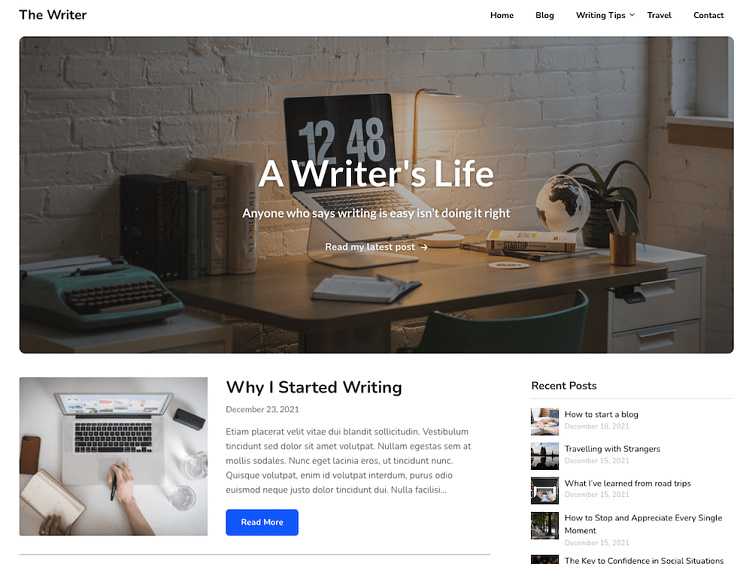 The Writer
Home Blog Writing Tips Travel Contact
12 48
A Writer's Life
Anyone who says writing is easy isn't doing it right
STARTUP
Read my latest post →
Why I Started Writing
December 23, 2021
Etiam placerat velit vitae dui blandit sollicitudin. Vestibulum
tincidunt sed dolor sit amet volutpat. Nullam egestas sem at
mollis sodales. Nunc eget lacinia eros, ut tincidunt nunc.
Quisque volutpat, enim id volutpat interdum, purus odio
euismod neque justo dolor tincidunt dui. Nulla facilisi...
Read More
Recent Posts
How to start a blog
December 18, 2021
Travelling with Strangers
December 15, 2021
What I've learned from road trips
December 15, 2021
How to Stop and Appreciate Every Single
Moment
December 15, 2021
The Key to Confidence in Social Situations